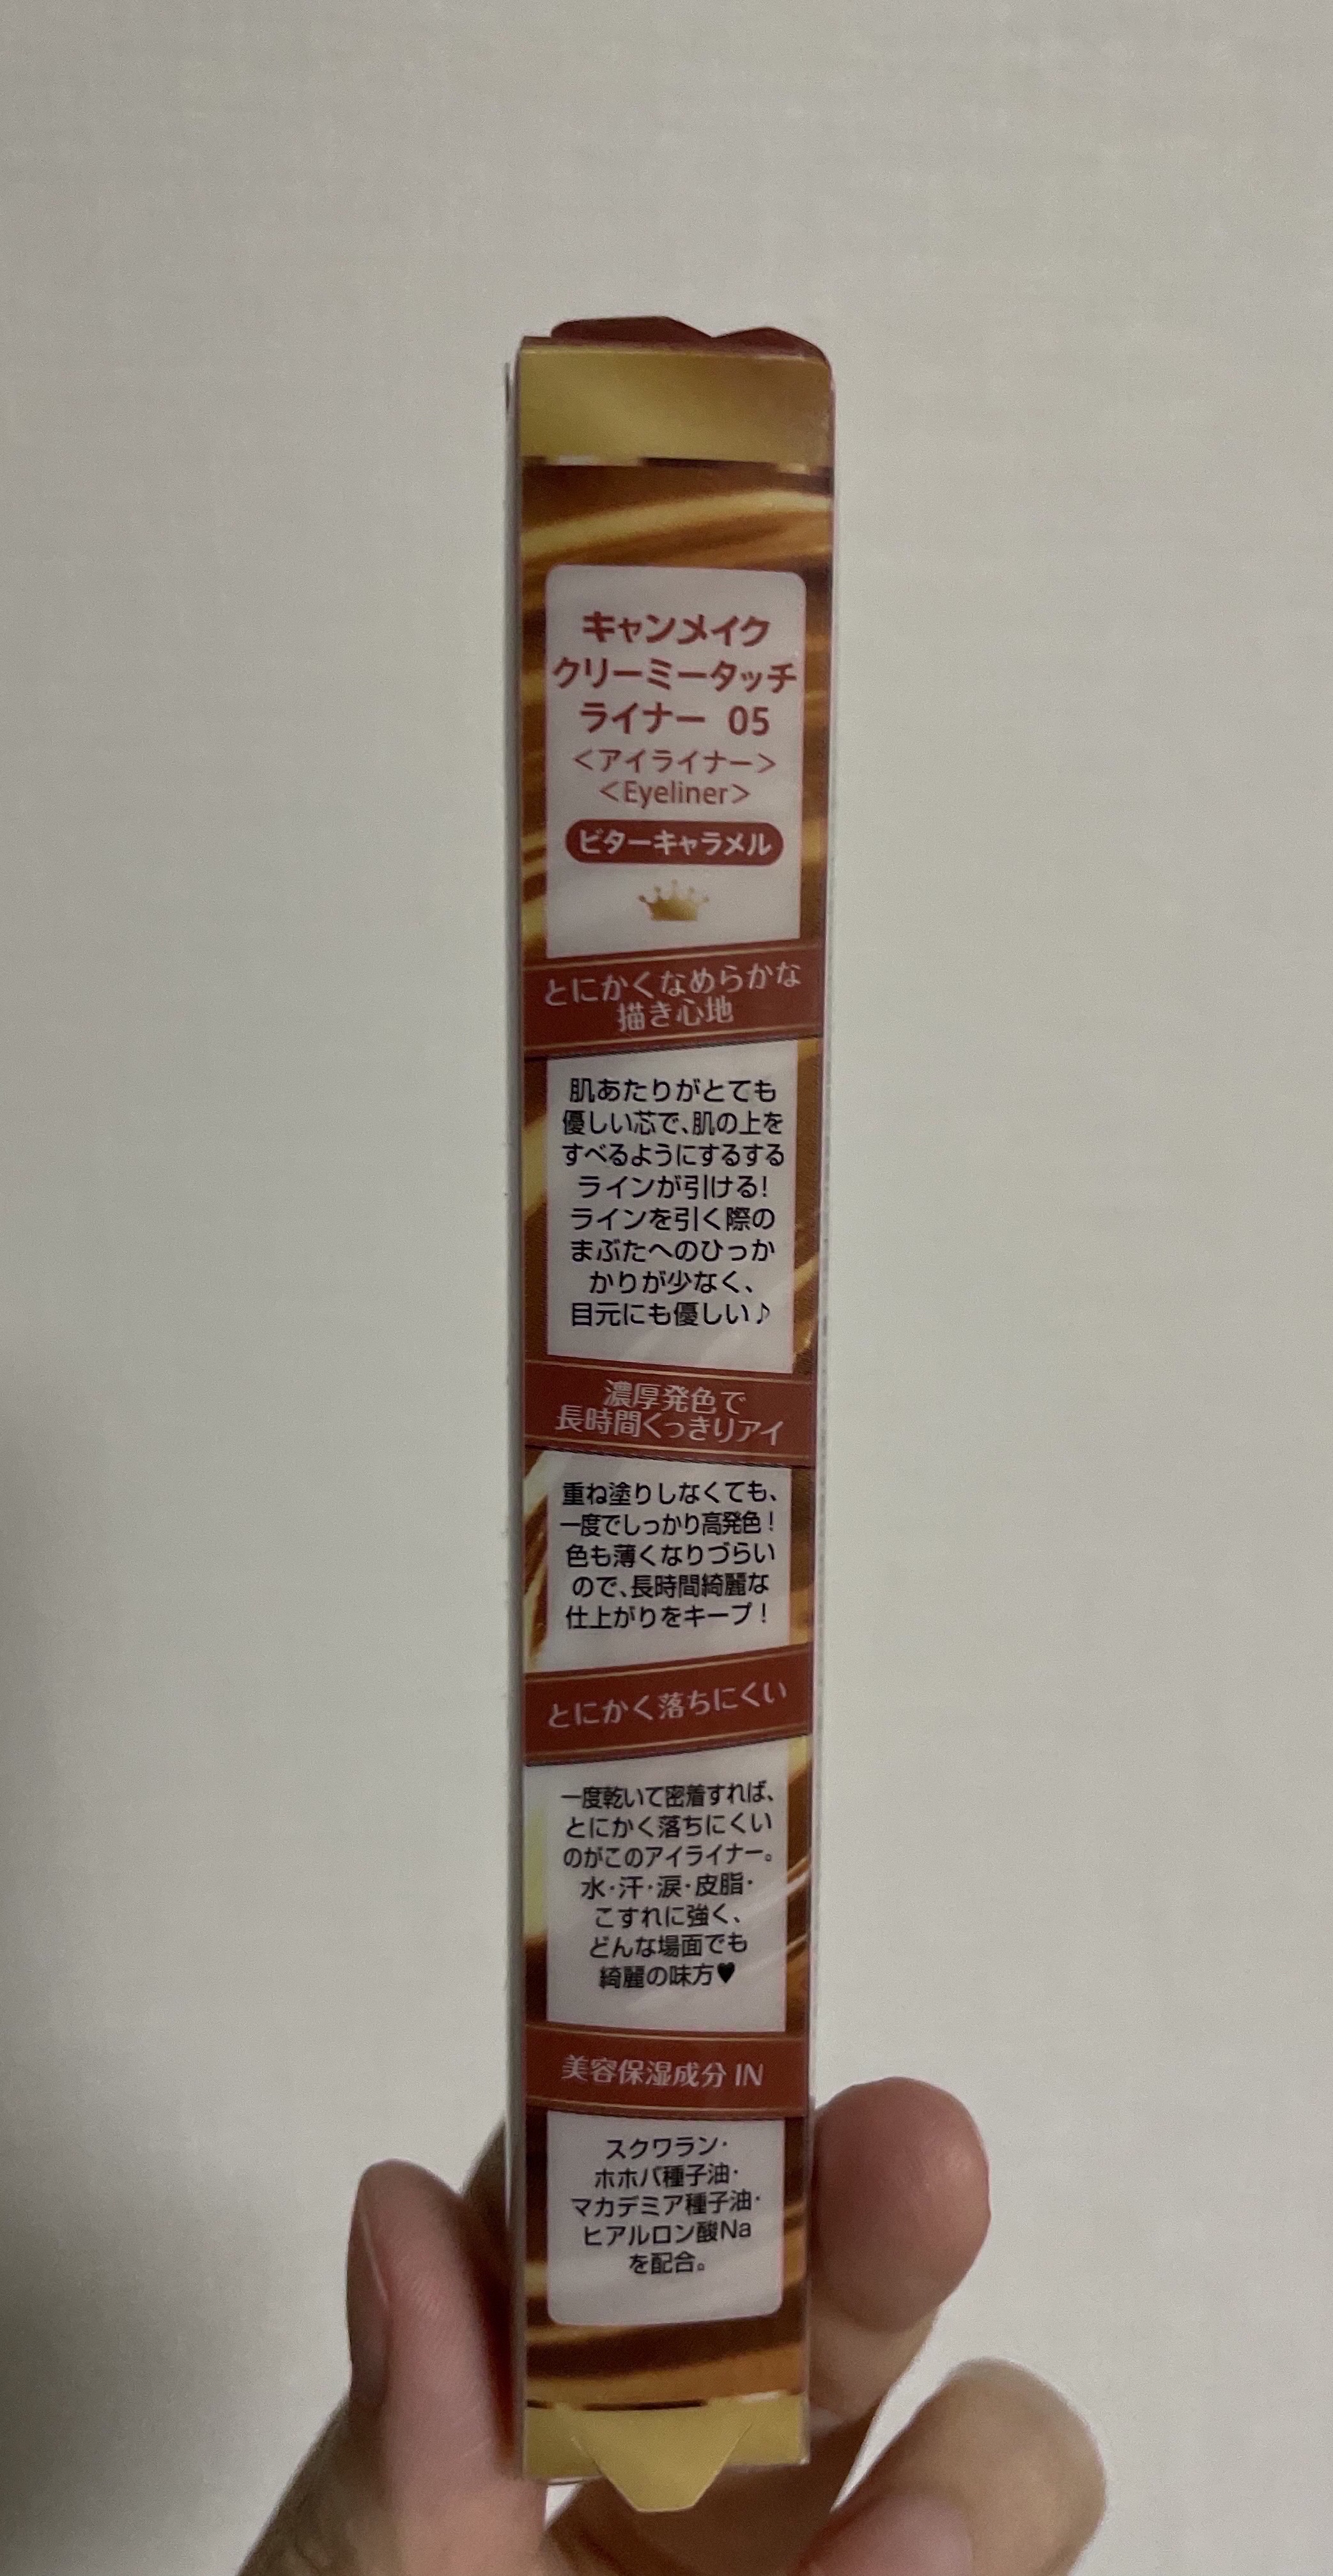 キャンメイク
クリーミータッチ
ライナー 05
＜アイライナー＞
＜Eyeliner＞
ビターキャラメル
とにかくなめらかな
描き心地
肌あたりがとても
優しい芯で、肌の上を
すべるようにするする
ラインが引ける！
ラインを引く際の
まぶたへのひっか
かりが少なく、
目元にも優しい♪
濃厚発色で
長時間くっきりアイ
重ね塗りしなくても、
一度でしっかり高発色！
色も薄くなりづらい
ので、長時間綺麗な
仕上がりをキープ！
とにかく落ちにくい
一度乾いて密着すれば、
とにかく落ちにくい
のがこのアイライナー。
水・汗・涙・皮脂・
こすれに強く、
どんな場面でも
綺麗の味方♥
美容保湿成分 IN
スクワラン・
ホホバ種子油・
マカデミア種子油・
ヒアルロン酸Na
を配合。